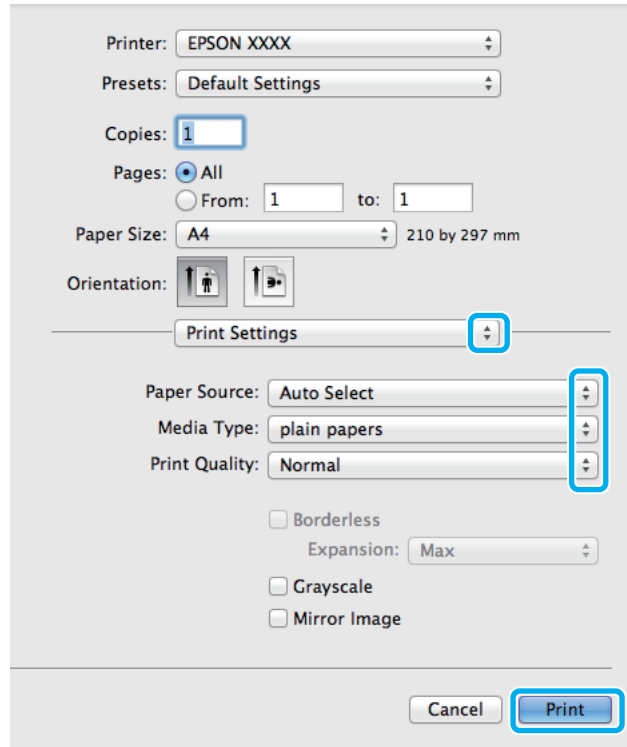 Printer: EPSON XXXX
Presets: Default Settings
Copies: 1
Pages: All
From: 1 to: 1
Paper Size: A4 210 by 297 mm
Orientation:
Print Settings
Paper Source: Auto Select
Media Type: plain papers
Print Quality: Normal
Borderless
Expansion: Max
Grayscale
Mirror Image
Cancel Print